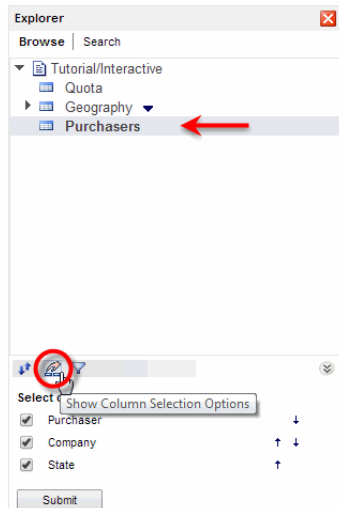 Explorer
Browse | Search
Tutorial/Interactive
Quota
Geography
Purchasers
Select
Show Column Selection Options
Purchaser
Company
State
Submit